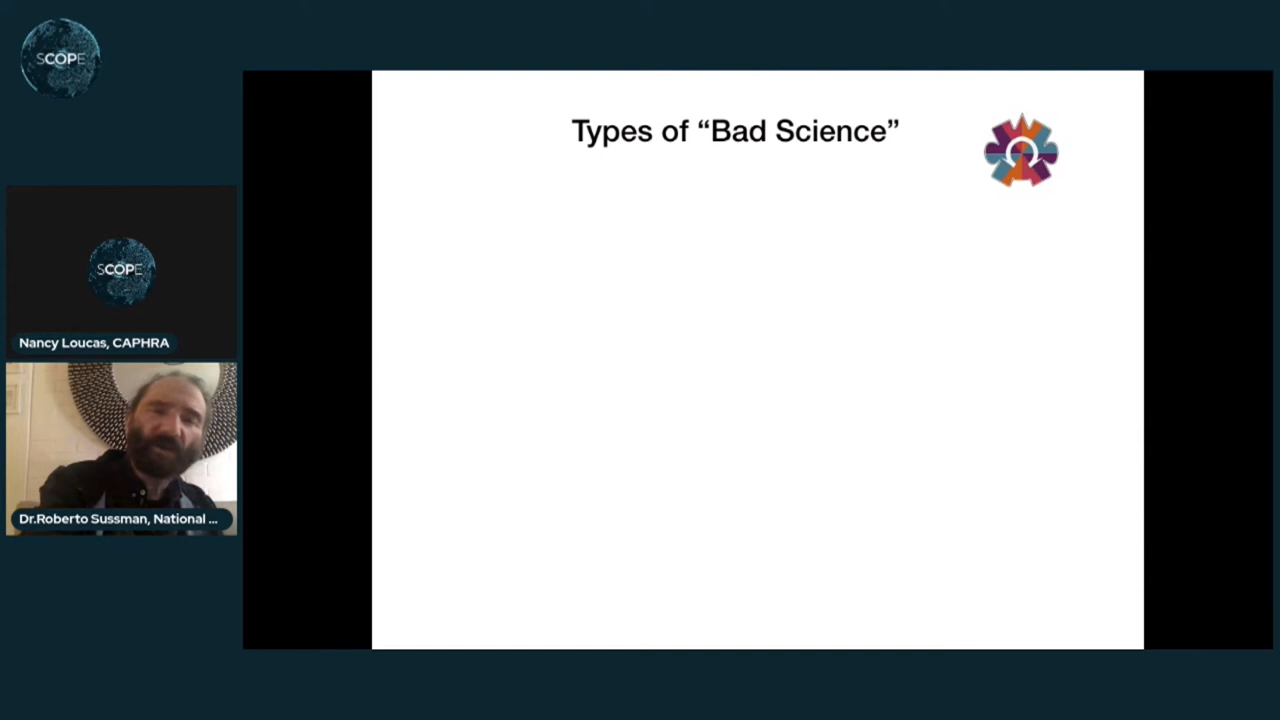 SCOPE
Types of “Bad Science”
SCOPE
Nancy Loucas, CAPHRA
Dr.Roberto Sussman, National ...